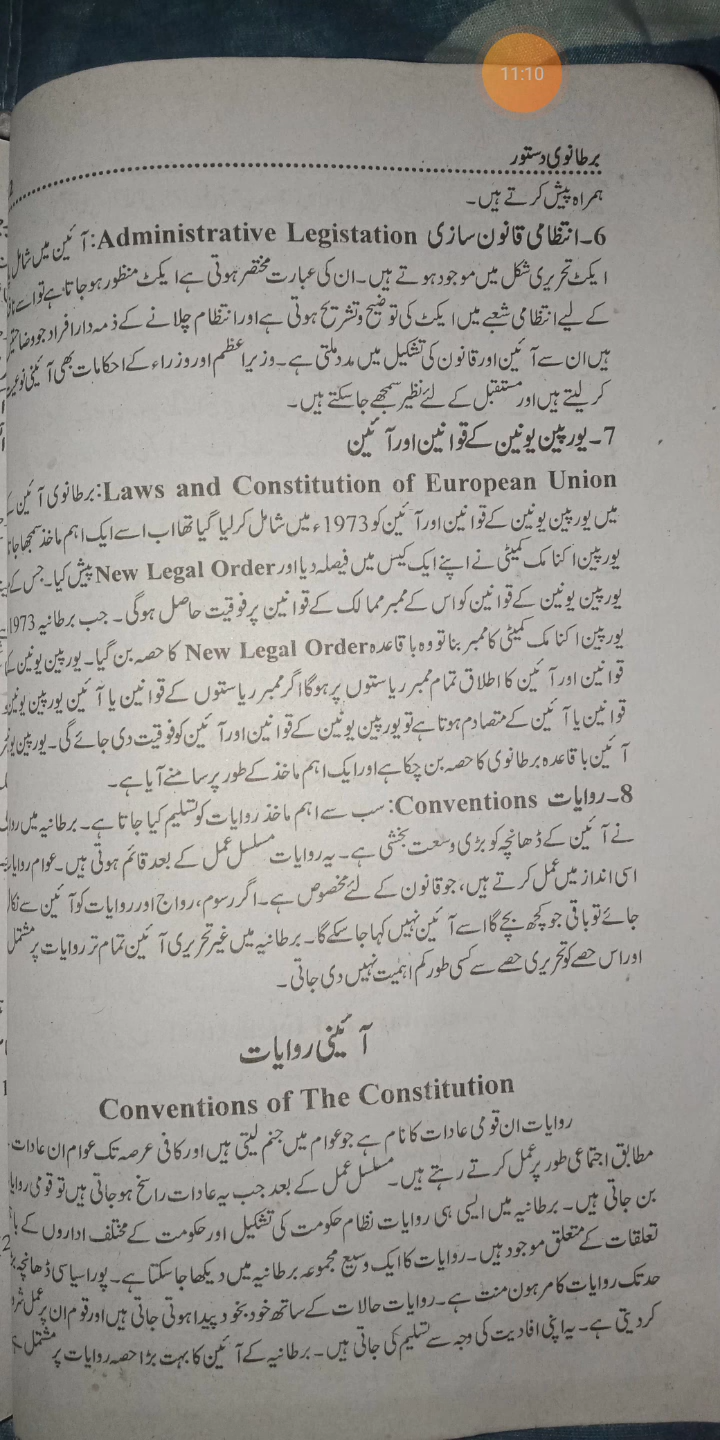 11:10
برطانوی دستور
ہمراہ پیش کرتے ہیں۔
6۔انتظامی قانون سازی Administrative Legistation: آئین میں شامل
ایکٹ تحریری شکل میں موجود ہوتے ہیں۔ ان کی عبارت مختصر ہوتی ہے ایکٹ منظور ہو جاتا ہے تو اسے
کے لیے انتظامی شعبے میں ایکٹ کی توضیح و تشریح ہوتی ہے اور انتظام چلانے کے ذمہ دار افراد جو
ہیں ان سے آئین اور قانون کی تشکیل میں مدد ملتی ہے۔ وزیر اعظم اور وزراء کے احکامات بھی آئینی
کر لیتے ہیں اور مستقبل کے لئے نظیر سمجھے جاسکتے ہیں۔
7۔یورپین یونین کے قوانین اور آئین
Laws and Constitution of European Union: برطانوی آئین
میں یورپین یونین کے قوانین اور آئین کو 1973ء میں شامل کر لیا گیا تھا اب اسے ایک اہم ماخذ سمجھا
یورپین اکنامک کمیٹی نے اپنے ایک کیس میں فیصلہ دیا اور New Legal Order پیش کیا۔ جس کے
یورپین یونین کے قوانین کو اس کے ممبر ممالک کے قوانین پر فوقیت حاصل ہوگی۔ جب برطانیہ 1973
یورپین اکنامک کمیٹی کا ممبر بنا تو وہ باقاعدہ New Legal Order کا حصہ بن گیا۔ یورپین یونین
قوانین اور آئین کا اطلاق تمام ممبر ریاستوں پر ہوگا اگر ممبر ریاستوں کے قوانین یا آئین یورپین یونین
قوانین یا آئین کے متصادم ہوتا ہے تو یورپین یونین کے قوانین اور آئین کو فوقیت دی جائے گی۔ یورپین
آئین باقاعدہ برطانوی کا حصہ بن چکا ہے اور ایک اہم ماخذ کے طور پر سامنے آیا ہے۔
8۔روایات Conventions: سب سے اہم ماخذ روایات کو تسلیم کیا جاتا ہے۔ برطانیہ میں
نے آئین کے ڈھانچہ کو بڑی وسعت بخشی ہے۔ یہ روایات مسلسل عمل کے بعد قائم ہوتی ہیں۔ عوام
اسی انداز میں عمل کرتے ہیں، جو قانون کے لئے مخصوص ہے۔ اگر رسوم، رواج اور روایات کو آئین سے
جائے تو باقی جو کچھ بچے گا اسے آئین نہیں کہا جاسکے گا۔ برطانیہ میں غیر تحریری آئین تمام تر روایات پر مشتمل
اور اس حصے کو تحریری حصے سے کسی طور کم اہمیت نہیں دی جاتی۔
آئینی روایات
Conventions of The Constitution
روایات ان قومی عادات کا نام ہے جو عوام میں جنم لیتی ہیں اور کافی عرصہ تک عوام ان عادات
مطابق اجتماعی طور پر عمل کرتے رہتے ہیں۔ مسلسل عمل کے بعد جب یہ عادات راسخ ہو جاتی ہیں تو قومی
بن جاتی ہیں۔ برطانیہ میں ایسی ہی روایات نظام حکومت کی تشکیل اور حکومت کے مختلف اداروں کے
تعلقات کے متعلق موجود ہیں۔ روایات کا ایک وسیع مجموعہ برطانیہ میں دیکھا جاسکتا ہے۔ پورا سیاسی ڈھانچہ
حد تک روایات کا مرہون منت ہے۔ روایات حالات کے ساتھ خود بخود پیدا ہوتی جاتی ہیں اور قوم ان پر عمل
کر دیتی ہے۔ یہ اپنی افادیت کی وجہ سے تسلیم کی جاتی ہیں۔ برطانیہ کے آئین کا بہت بڑا حصہ روایات پر مشتمل